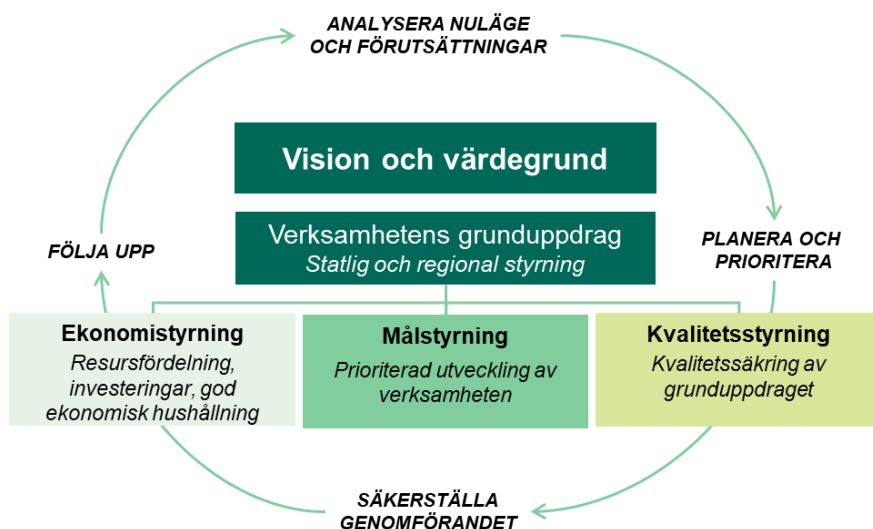 ANALYSERA NULÄGE
OCH FÖRUTSÄTTNINGAR
Vision och värdegrund
Verksamhetens grunduppdrag
Statlig och regional styrning
FÖLJA UPP
PLANERA OCH
PRIORITERA
Ekonomistyrning
Resursfördelning,
investeringar, god
ekonomisk hushållning
Målstyrning
Prioriterad utveckling av
verksamheten
Kvalitetsstyrning
Kvalitetssäkring av
grunduppdraget
SÄKERSTÄLLA
GENOMFÖRANDET